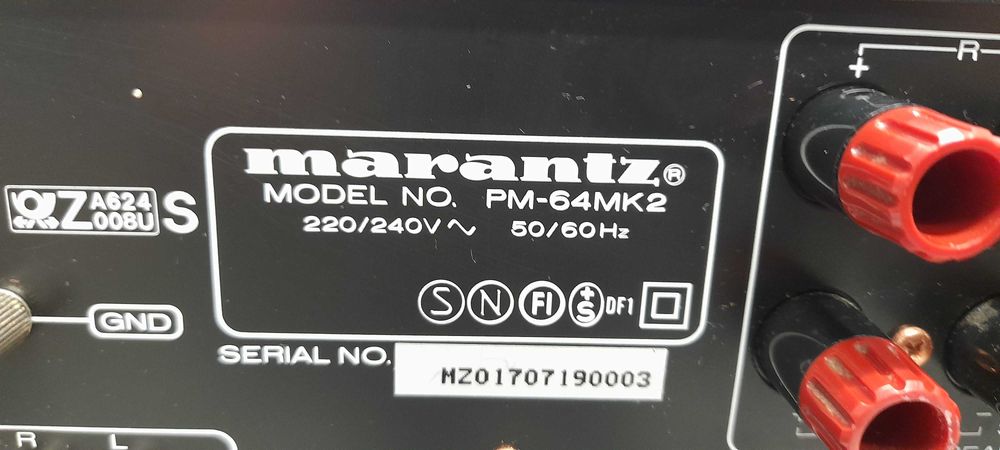 + R
marantz®
MODEL NO. PM-64MK2
220/240V~ 50/60Hz
Z A624 008U S
S N FI +S DF1
GND
SERIAL NO. MZ01707190003
R L